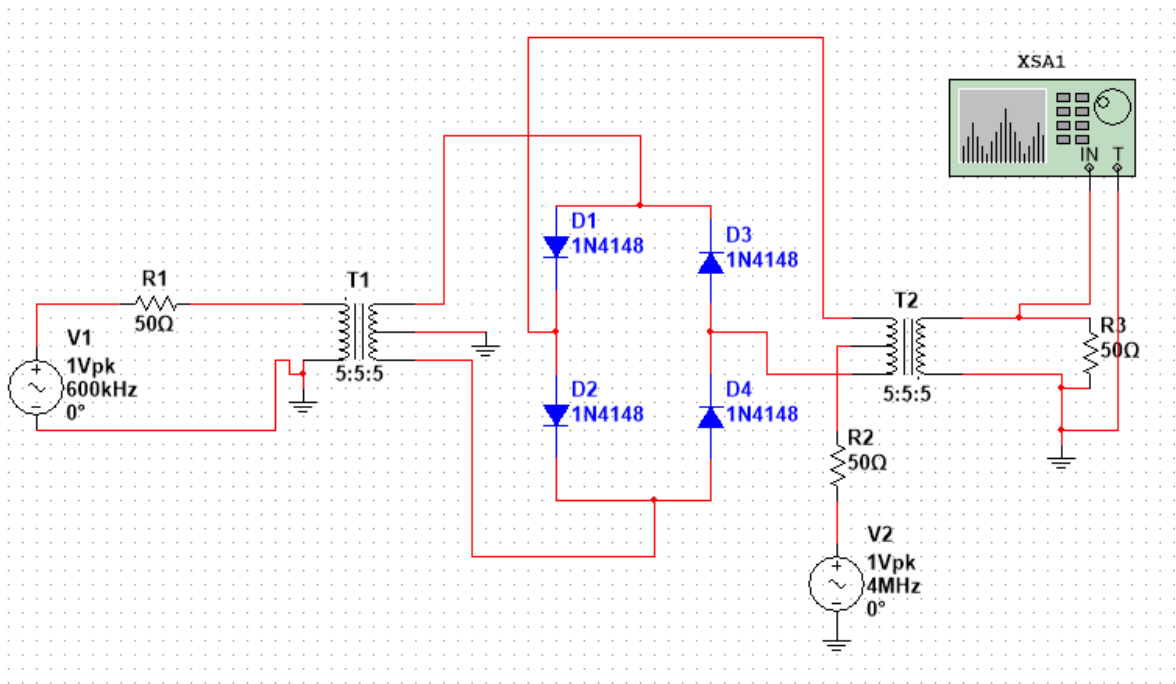 XSA1
IN T
D1
1N4148
D3
1N4148
R1
50Ω
T1
5:5:5
V1
1Vpk
600kHz
0°
T2
5:5:5
R3
50Ω
D2
1N4148
D4
1N4148
R2
50Ω
V2
1Vpk
4MHz
0°